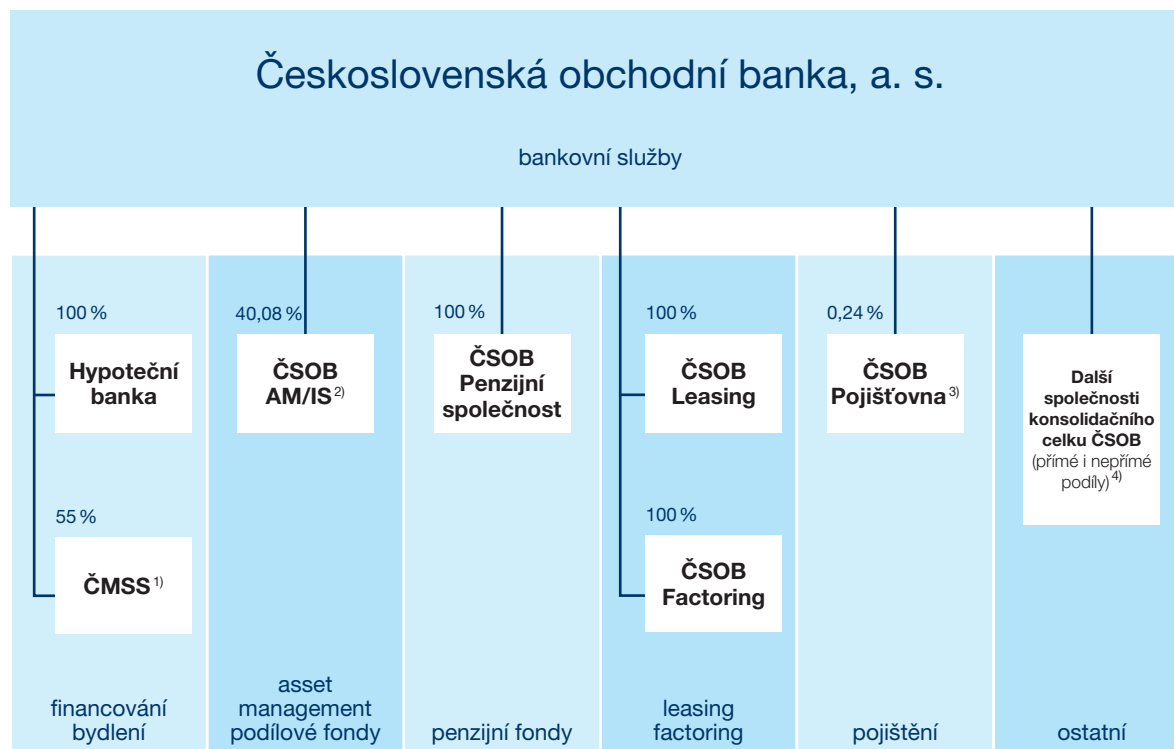 Československá obchodní banka, a. s.
bankovní služby
100 %
Hypoteční
banka
55 %
ČMSS 1)
financování
bydlení
40,08 %
ČSOB
AM/IS 2)
asset
management
podílové fondy
100 %
ČSOB
Penzijní
společnost
penzijní fondy
100 %
ČSOB
Leasing
100 %
ČSOB
Factoring
leasing
factoring
0,24 %
ČSOB
Pojišťovna 3)
pojištění
Další
společnosti
konsolidačního
celku ČSOB
(přímé i nepřímé
podíly) 4)
ostatní